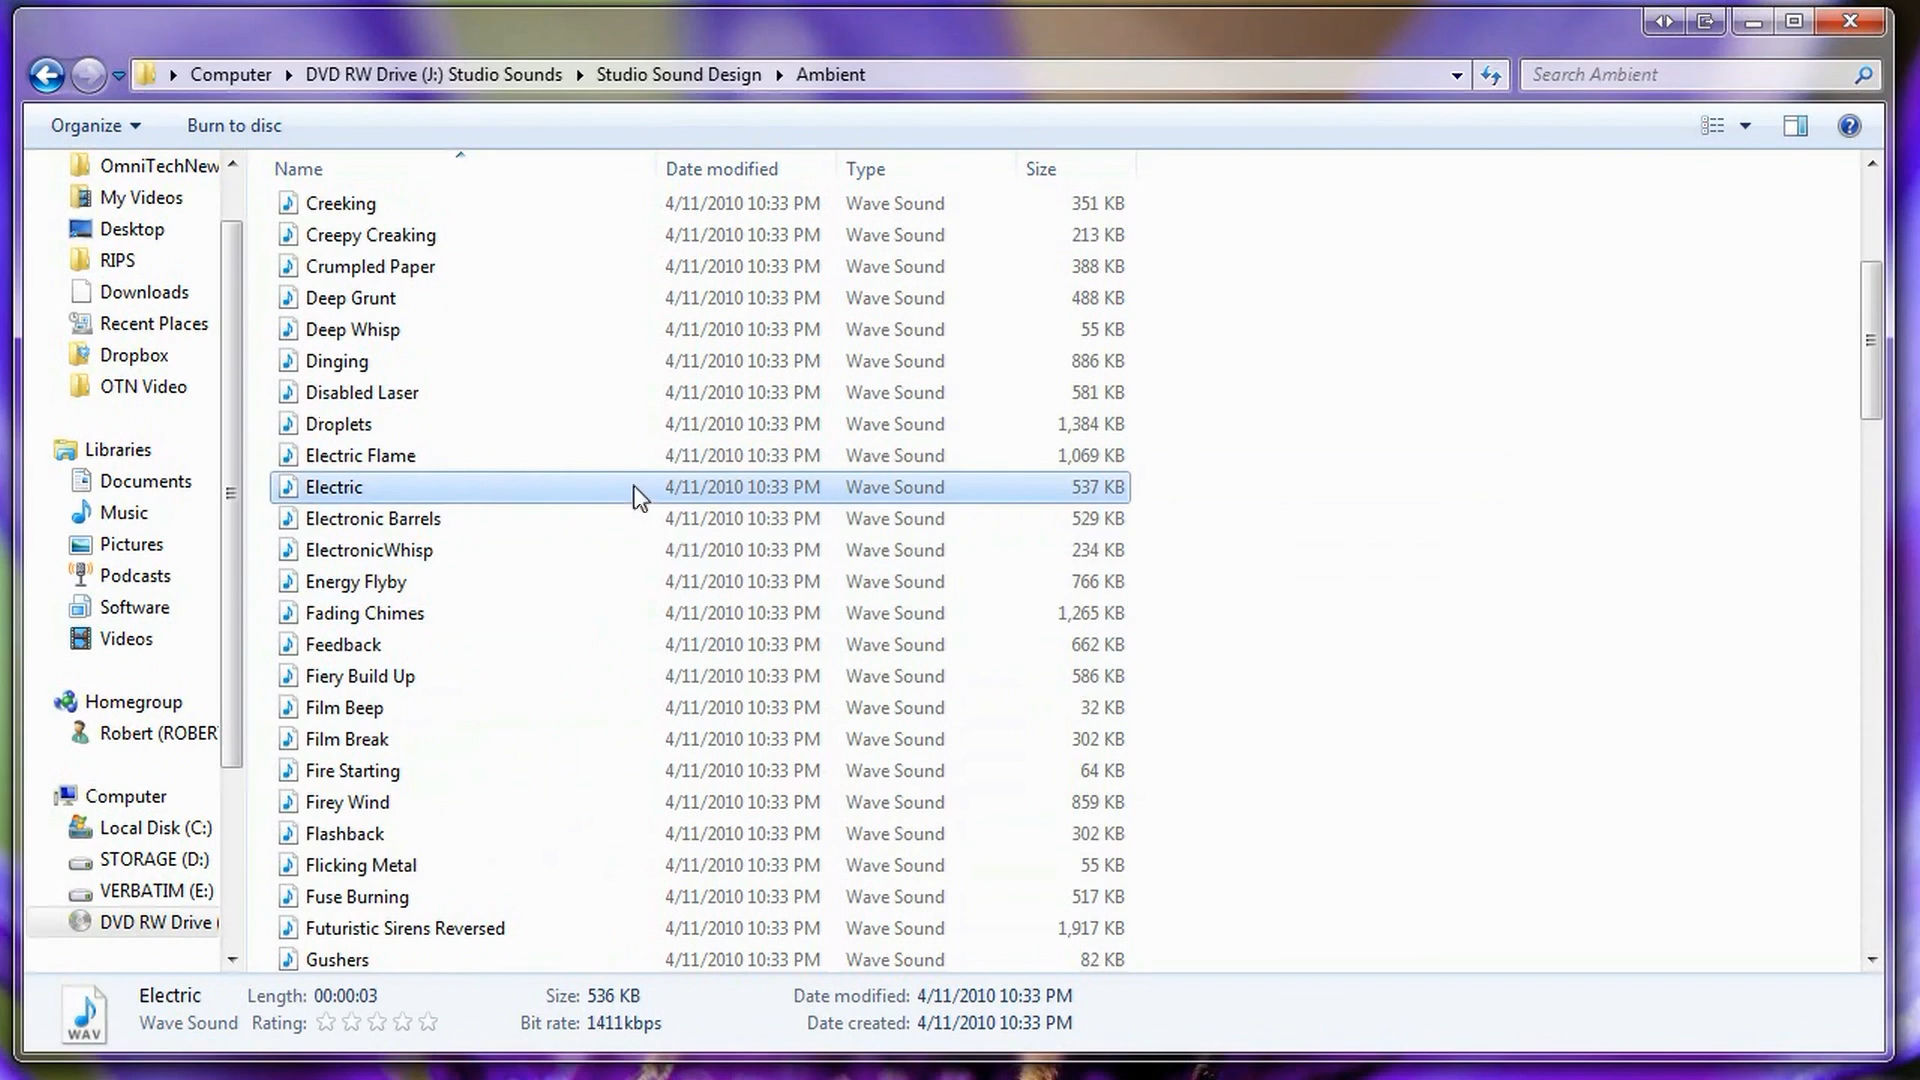 Computer DVD RW Drive (J:) Studio Sounds Studio Sound Design Ambient
Search Ambient
Organize Burn to disc
OmniTechNew
My Videos
Desktop
RIPS
Downloads
Recent Places
Dropbox
OTN Video
Libraries
Documents
Music
Pictures
Podcasts
Software
Videos
Homegroup
Robert (ROBER
Computer
Local Disk (C:)
STORAGE (D:)
VERBATIM (E:)
DVD RW Drive (
Name Date modified Type Size
Creeking 4/11/2010 10:33 PM Wave Sound 351 KB
Creepy Creaking 4/11/2010 10:33 PM Wave Sound 213 KB
Crumpled Paper 4/11/2010 10:33 PM Wave Sound 388 KB
Deep Grunt 4/11/2010 10:33 PM Wave Sound 488 KB
Deep Whisp 4/11/2010 10:33 PM Wave Sound 55 KB
Dinging 4/11/2010 10:33 PM Wave Sound 886 KB
Disabled Laser 4/11/2010 10:33 PM Wave Sound 581 KB
Droplets 4/11/2010 10:33 PM Wave Sound 1,384 KB
Electric Flame 4/11/2010 10:33 PM Wave Sound 1,069 KB
Electric 4/11/2010 10:33 PM Wave Sound 537 KB
Electronic Barrels 4/11/2010 10:33 PM Wave Sound 529 KB
ElectronicWhisp 4/11/2010 10:33 PM Wave Sound 234 KB
Energy Flyby 4/11/2010 10:33 PM Wave Sound 766 KB
Fading Chimes 4/11/2010 10:33 PM Wave Sound 1,265 KB
Feedback 4/11/2010 10:33 PM Wave Sound 662 KB
Fiery Build Up 4/11/2010 10:33 PM Wave Sound 586 KB
Film Beep 4/11/2010 10:33 PM Wave Sound 32 KB
Film Break 4/11/2010 10:33 PM Wave Sound 302 KB
Fire Starting 4/11/2010 10:33 PM Wave Sound 64 KB
Firey Wind 4/11/2010 10:33 PM Wave Sound 859 KB
Flashback 4/11/2010 10:33 PM Wave Sound 302 KB
Flicking Metal 4/11/2010 10:33 PM Wave Sound 55 KB
Fuse Burning 4/11/2010 10:33 PM Wave Sound 517 KB
Futuristic Sirens Reversed 4/11/2010 10:33 PM Wave Sound 1,917 KB
Gushers 4/11/2010 10:33 PM Wave Sound 82 KB
WAV
Electric Length: 00:00:03 Size: 536 KB Date modified: 4/11/2010 10:33 PM
Wave Sound Rating: Bit rate: 1411kbps Date created: 4/11/2010 10:33 PM